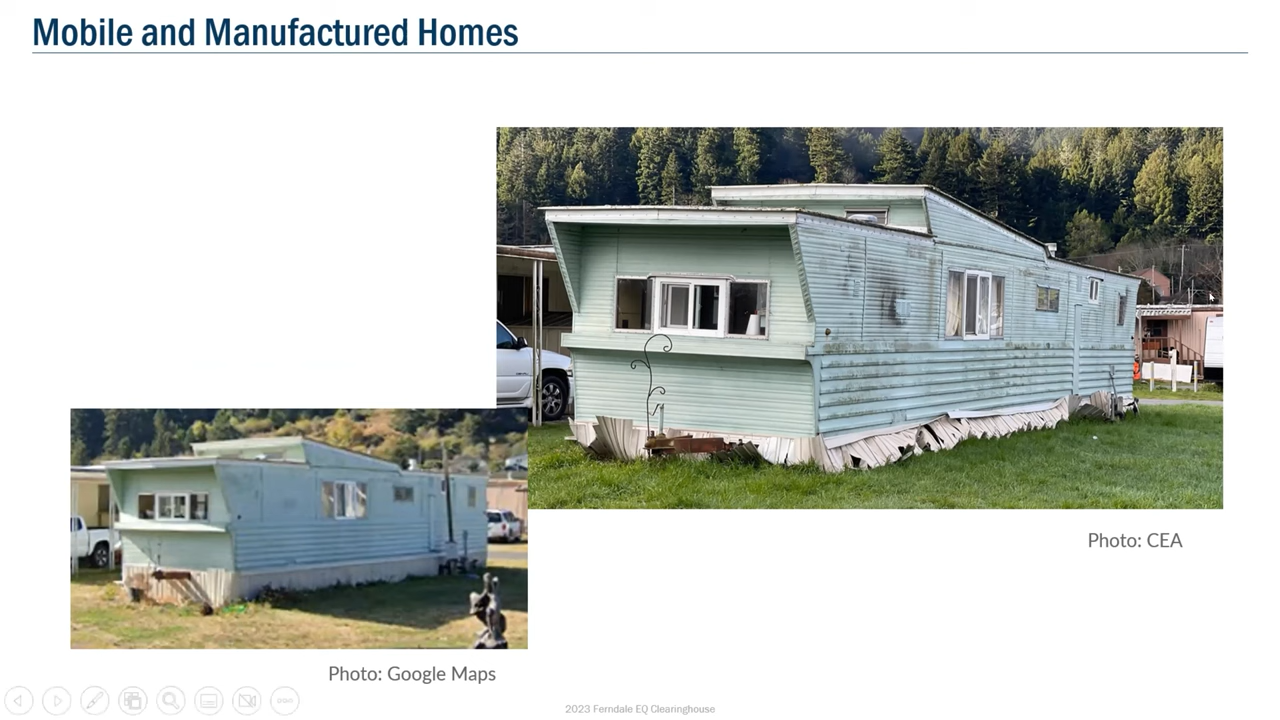 Mobile and Manufactured Homes
Photo: CEA
Photo: Google Maps
2023 Ferndale EQ Clearinghouse